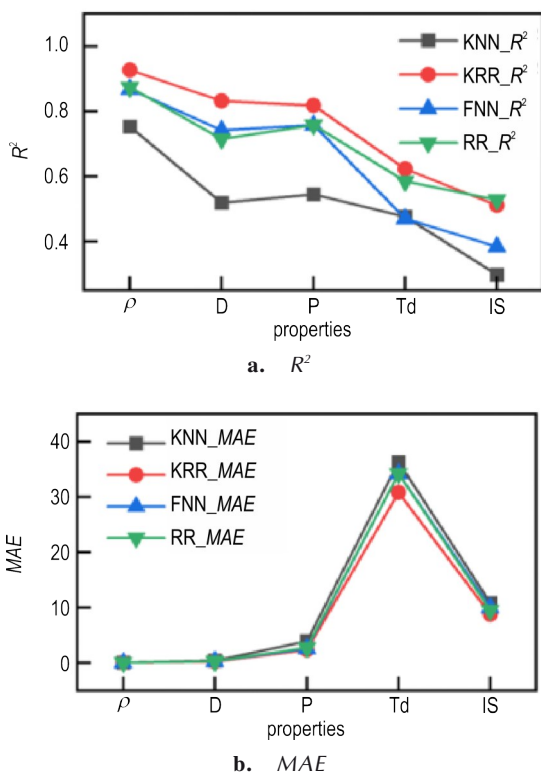 1.0
0.8
0.6
0.4
R²
KNN_R²
KRR_R²
FNN_R²
RR_R²
ρ D P Td IS
properties
a. R²
40
30
20
10
0
MAE
KNN_MAE
KRR_MAE
FNN_MAE
RR_MAE
ρ D P Td IS
properties
b. MAE